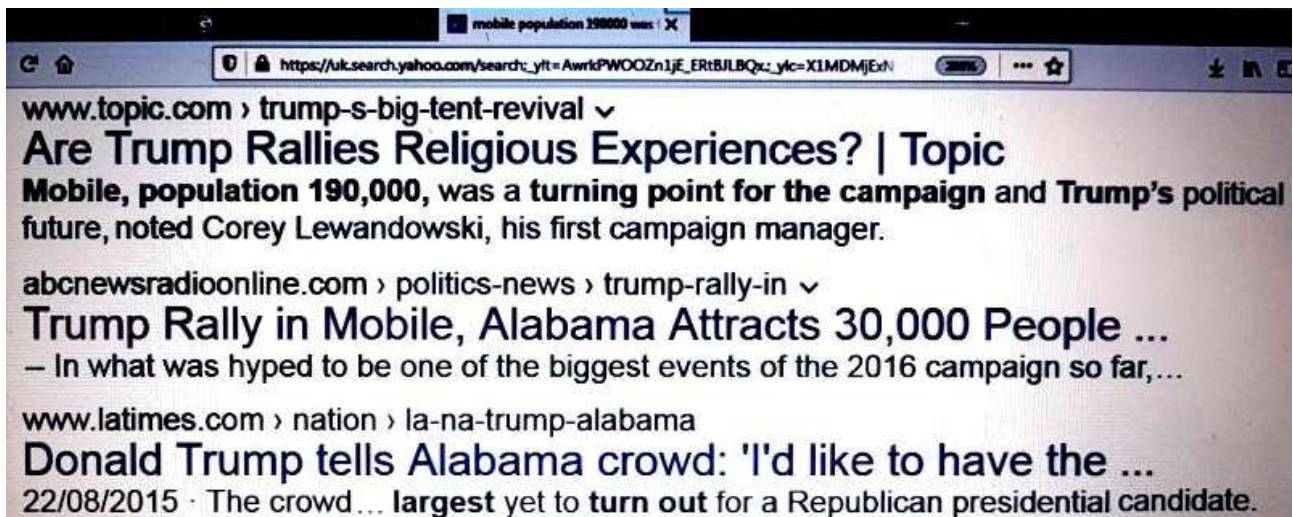 mobile population 190000 was
https://uk.search.yahoo.com/search;_ylt=AwrkPWOOZn1jE_ERtBJLBQx.;_ylc=X1MDMjExN
www.topic.com › trump-s-big-tent-revival
Are Trump Rallies Religious Experiences? | Topic
Mobile, population 190,000, was a turning point for the campaign and Trump's political
future, noted Corey Lewandowski, his first campaign manager.
abcnewsradioonline.com › politics-news › trump-rally-in
Trump Rally in Mobile, Alabama Attracts 30,000 People ...
– In what was hyped to be one of the biggest events of the 2016 campaign so far,...
www.latimes.com › nation › la-na-trump-alabama
Donald Trump tells Alabama crowd: 'I'd like to have the ...
22/08/2015 · The crowd... largest yet to turn out for a Republican presidential candidate.